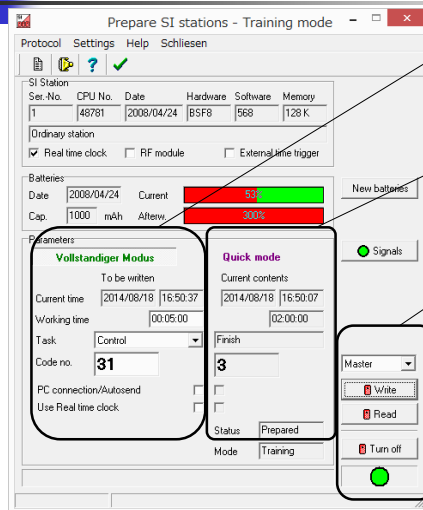 Prepare SI stations - Training mode
Protocol Settings Help Schliesen
SI Station
Ser.-No. CPU No. Date Hardware Software Memory
1 48781 2008/04/24 BSF8 568 128 K
Ordinary station
Real time clock RF module External time trigger
Batteries
Date 2008/04/24 Current 53%
New batteries
Cap. 1000 mAh Afterw. 300%
Parameters
Vollstandiger Modus Quick mode
Signals
To be written Current contents
Current time 2014/08/18 16:50:37 2014/08/18 16:50:07
Working time 00:05:00 02:00:00
Task Control Finish
Code no. 31 3
Master
PC connection/Autosend
Write
Use Real time clock
Read
Status Prepared
Mode Training
Turn off